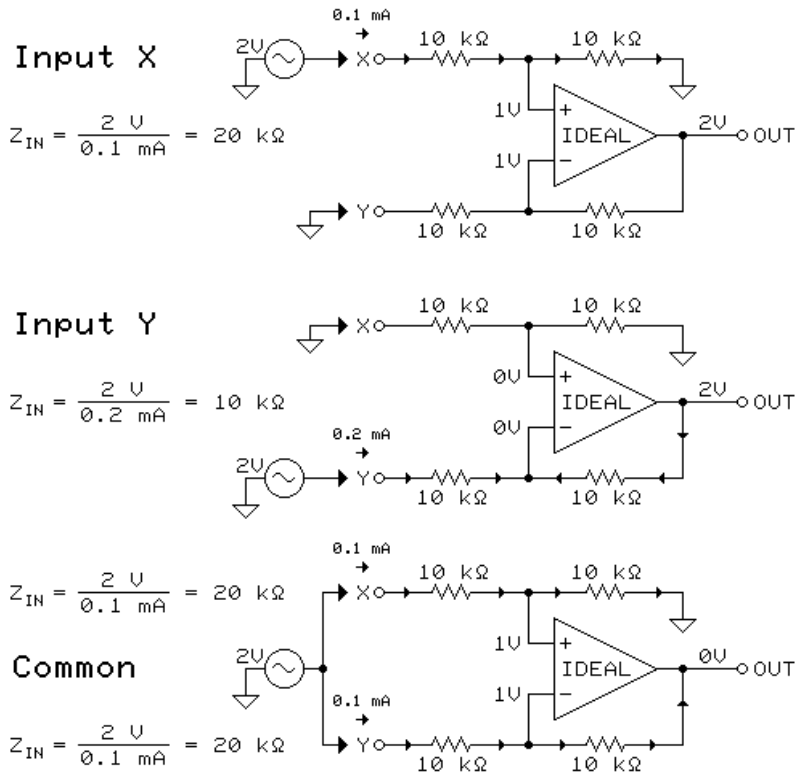 0.1 mA
2V X 10 kΩ 10 kΩ
Input X
1V + IDEAL 2V OUT
Z_IN = 2 V / 0.1 mA = 20 kΩ
1V −
Y 10 kΩ 10 kΩ
Input Y
X 10 kΩ 10 kΩ
0V + IDEAL 2V OUT
Z_IN = 2 V / 0.2 mA = 10 kΩ
0V −
0.2 mA
2V Y 10 kΩ 10 kΩ
0.1 mA
Z_IN = 2 V / 0.1 mA = 20 kΩ
X 10 kΩ 10 kΩ
1V +
Common
2V IDEAL 0V OUT
1V −
0.1 mA
Z_IN = 2 V / 0.1 mA = 20 kΩ
Y 10 kΩ 10 kΩ